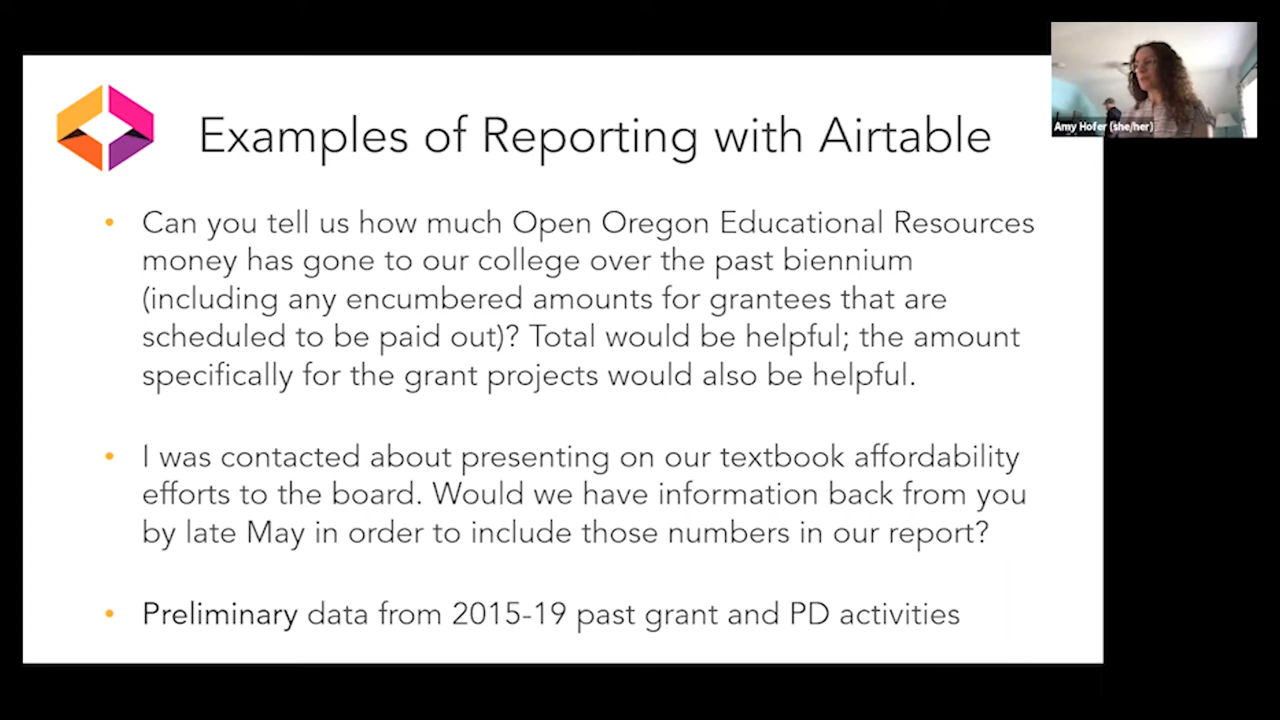 Examples of Reporting with Airtable
Amy Hofer (she/her)
• Can you tell us how much Open Oregon Educational Resources
money has gone to our college over the past biennium
(including any encumbered amounts for grantees that are
scheduled to be paid out)? Total would be helpful; the amount
specifically for the grant projects would also be helpful.
• I was contacted about presenting on our textbook affordability
efforts to the board. Would we have information back from you
by late May in order to include those numbers in our report?
• Preliminary data from 2015-19 past grant and PD activities